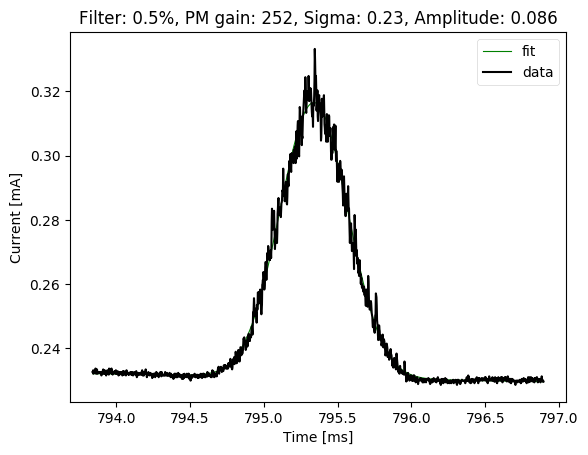 Filter: 0.5%, PM gain: 252, Sigma: 0.23, Amplitude: 0.086
fit
data
0.32
0.30
0.28
0.26
0.24
Current [mA]
794.0 794.5 795.0 795.5 796.0 796.5 797.0
Time [ms]